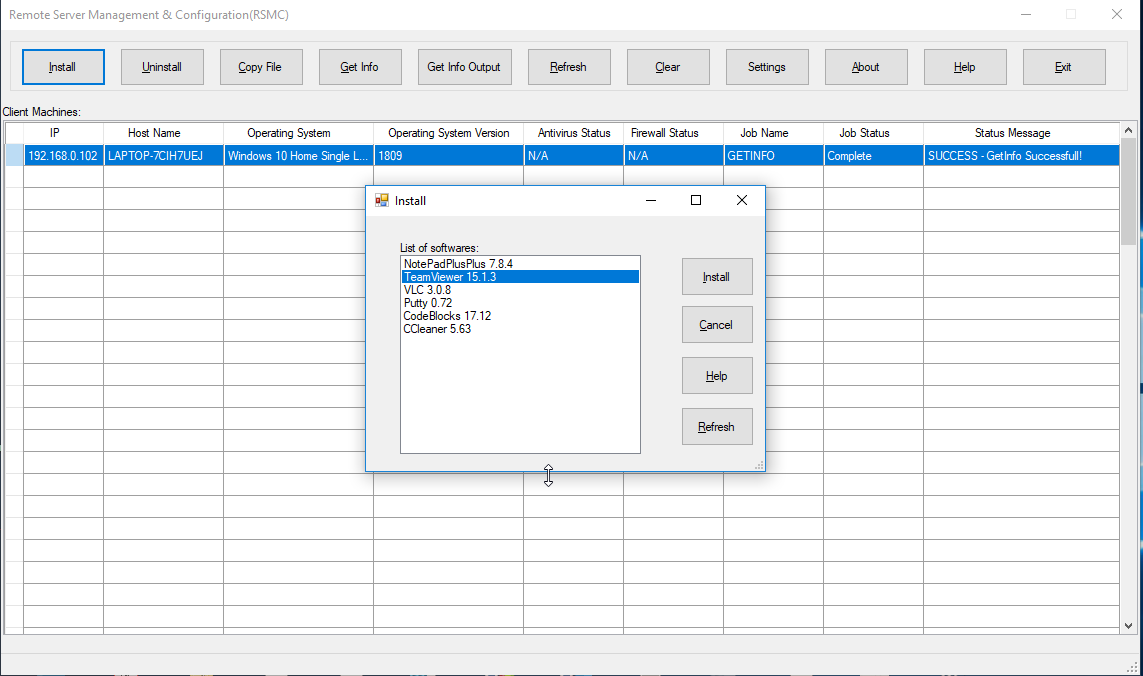 Remote Server Management & Configuration(RSMC)
Install Uninstall Copy File Get Info Get Info Output Refresh Clear Settings About Help Exit
Client Machines:
IP Host Name Operating System Operating System Version Antivirus Status Firewall Status Job Name Job Status Status Message
192.168.0.102 LAPTOP-7CIH7UEJ Windows 10 Home Single L... 1809 N/A N/A GETINFO Complete SUCCESS - GetInfo Successfull!
Install
List of softwares:
NotePadPlusPlus 7.8.4
TeamViewer 15.1.3
VLC 3.0.8
Putty 0.72
CodeBlocks 17.12
CCleaner 5.63
Install
Cancel
Help
Refresh